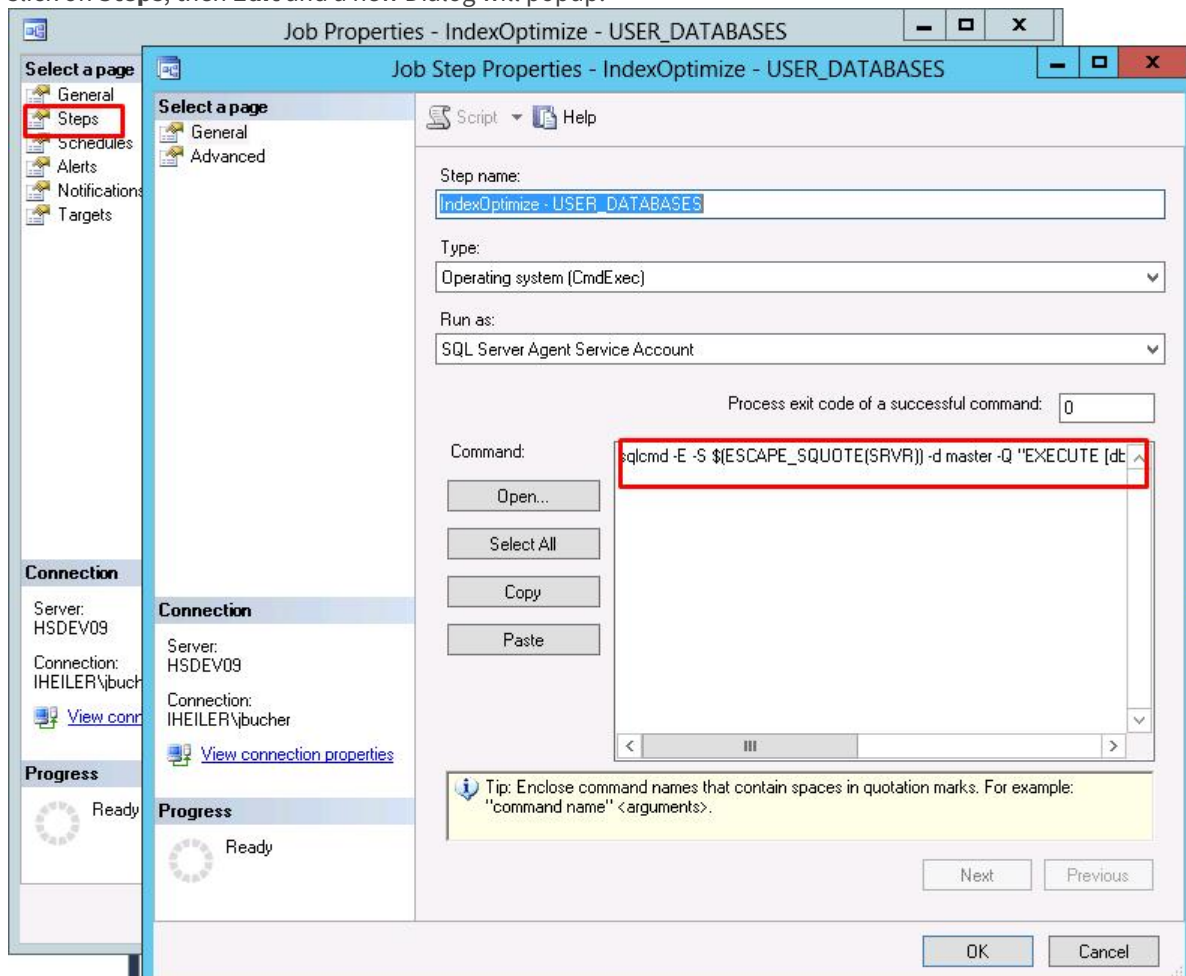 Job Properties - IndexOptimize - USER_DATABASES
Select a page
General
Steps
Schedules
Alerts
Notifications
Targets
Connection
Server:
HSDEV09
Connection:
IHEILER\jbuch
View conn
Progress
Ready
Job Step Properties - IndexOptimize - USER_DATABASES
Select a page
General
Advanced
Connection
Server:
HSDEV09
Connection:
IHEILER\jbucher
View connection properties
Progress
Ready
Script
Help
Step name:
IndexOptimize - USER_DATABASES
Type:
Operating system (CmdExec)
Run as:
SQL Server Agent Service Account
Process exit code of a successful command: 0
Command:
sqlcmd -E -S $(ESCAPE_SQUOTE(SRVR)) -d master -Q "EXECUTE [db
Open...
Select All
Copy
Paste
Tip: Enclose command names that contain spaces in quotation marks. For example:
"command name" <arguments>.
Next
Previous
OK
Cancel